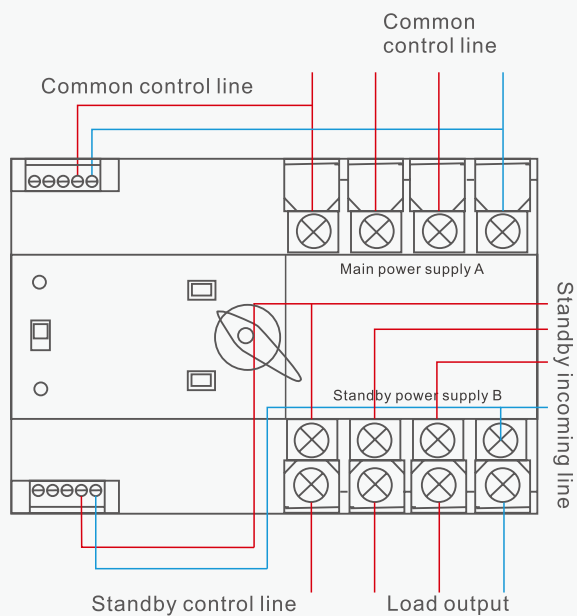 Common
control line
Common control line
Main power supply A
Standby incoming line
Standby power supply B
Standby control line
Load output